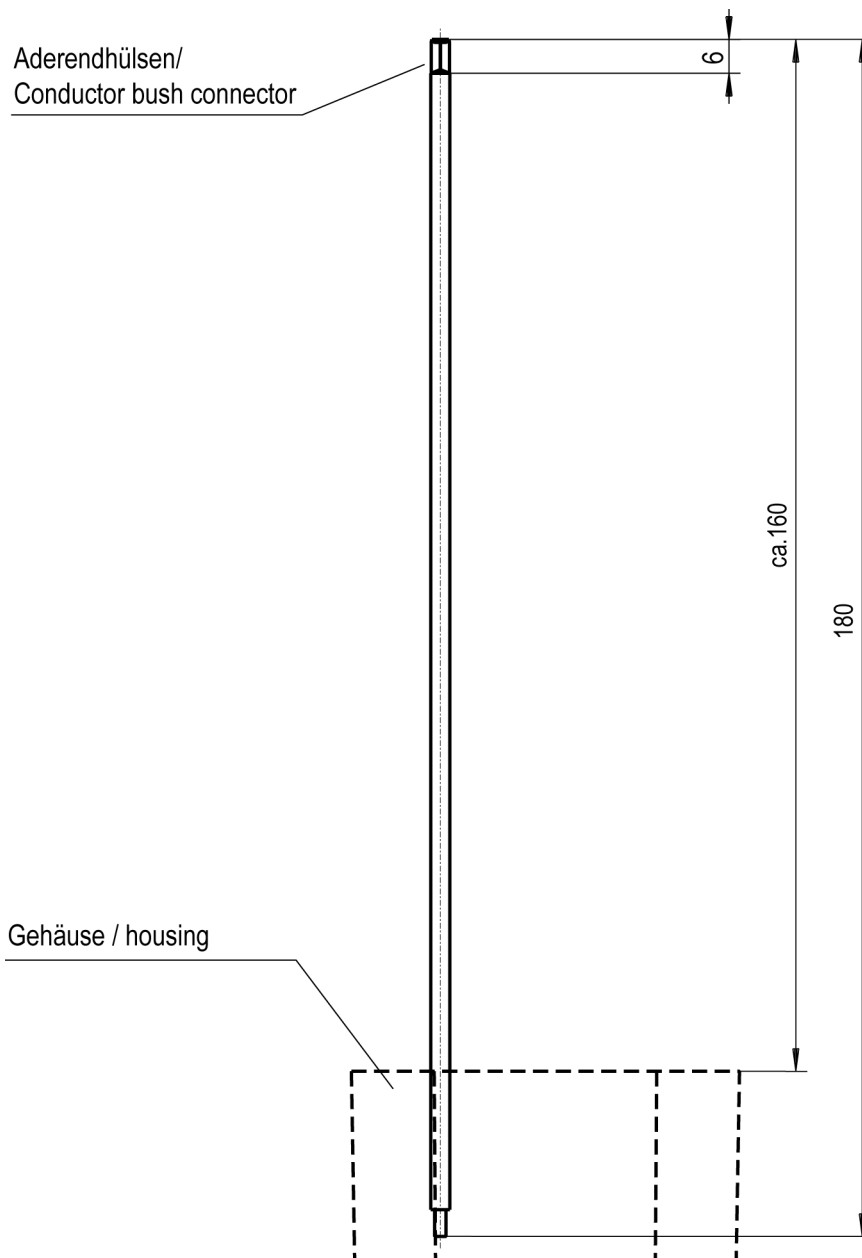 Aderendhülsen/
Conductor bush connector
6
ca.160
180
Gehäuse / housing